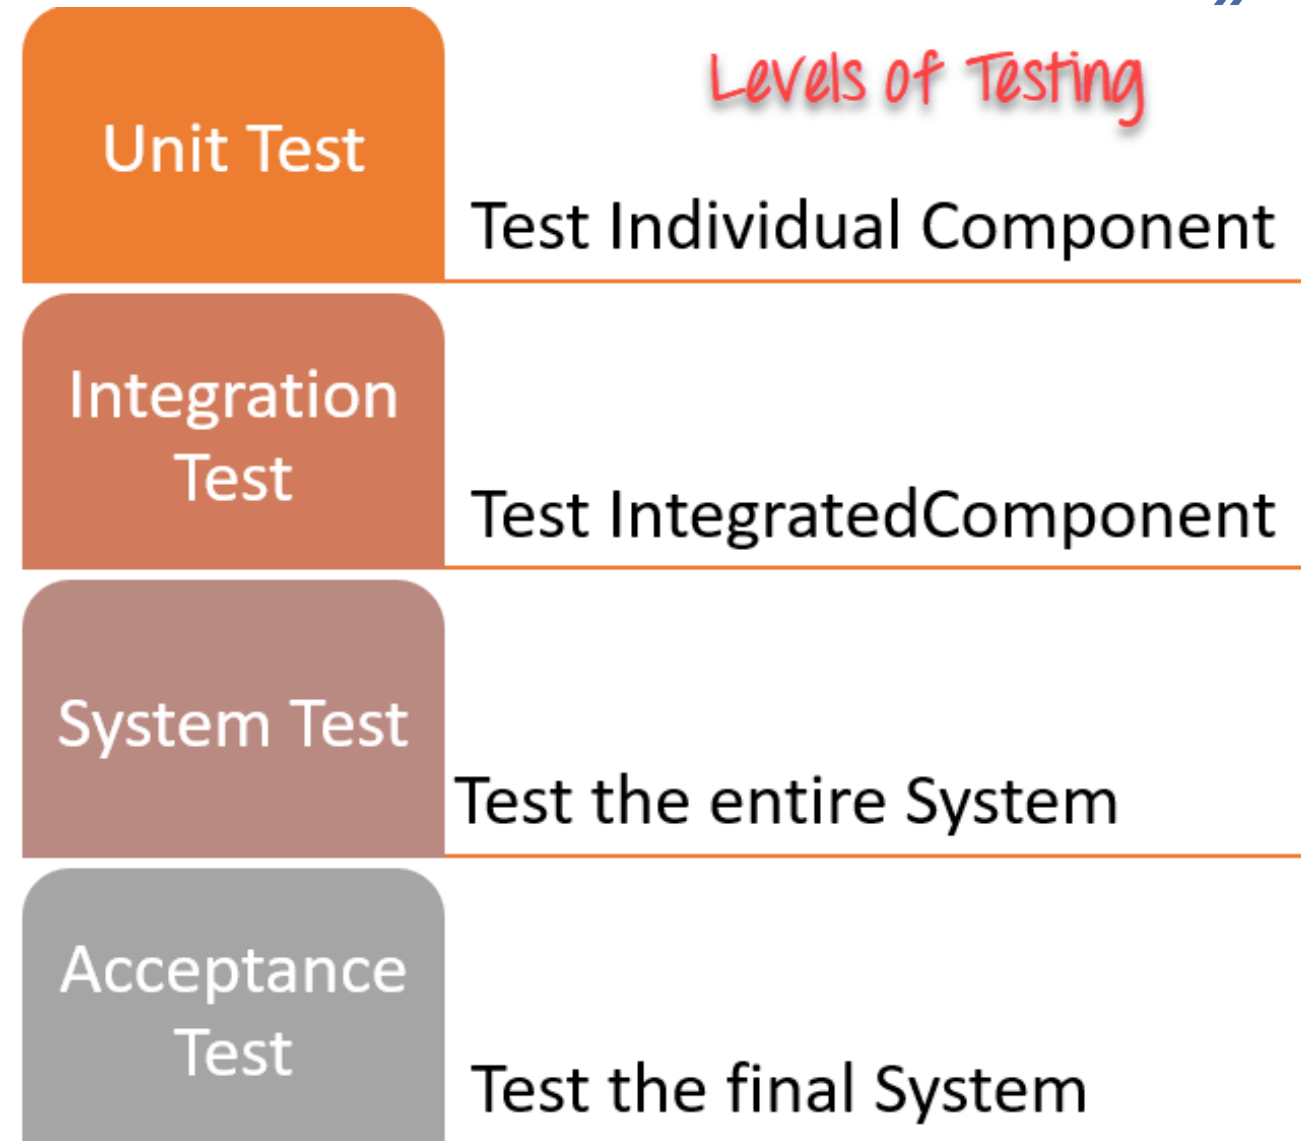 Levels of Testing
Unit Test
Test Individual Component
Integration
Test
Test IntegratedComponent
System Test
Test the entire System
Acceptance
Test
Test the final System